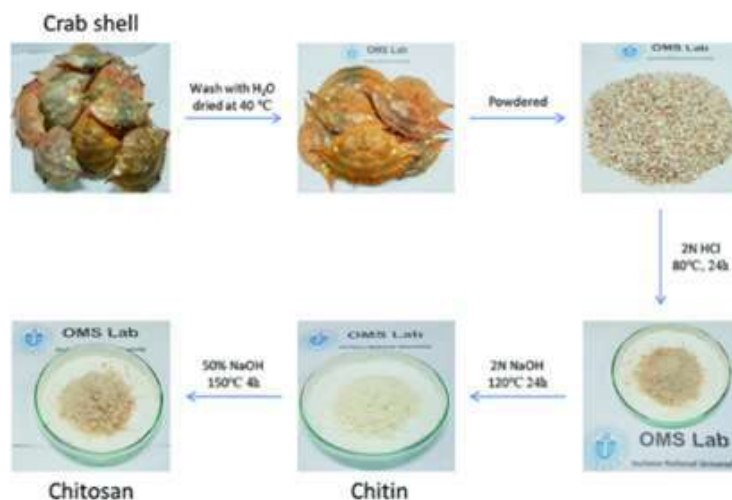 Crab shell
OMS Lab
OMS Lab
Wash with H₂O
dried at 40 °C
Powdered
2N HCl
80°C, 24h
OMS Lab
OMS Lab
50% NaOH
150°C 4h
2N NaOH
120°C 24h
OMS Lab
Chitosan
Chitin